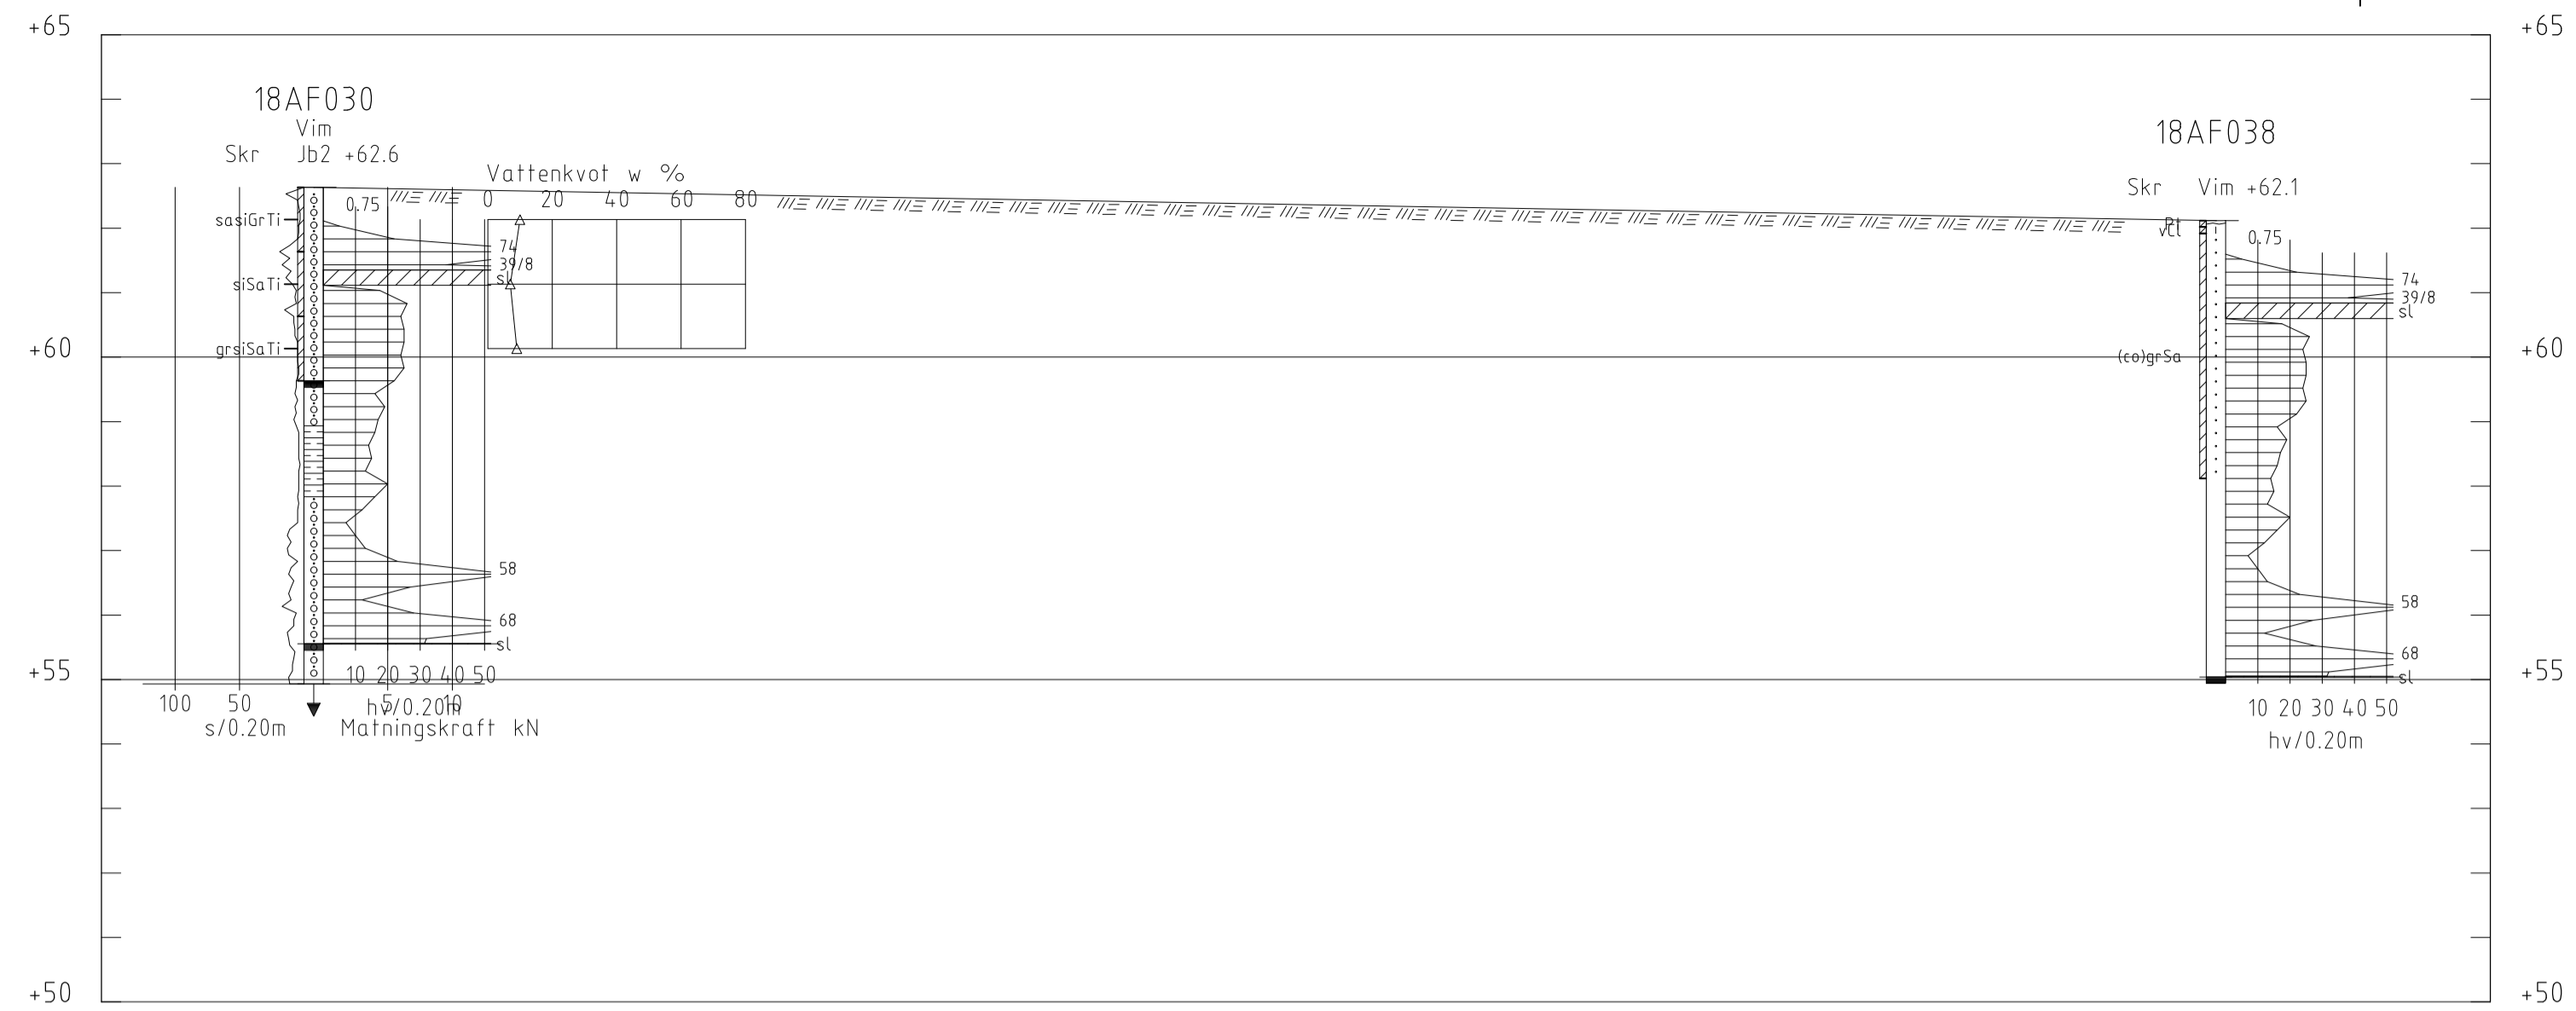 +65 +65
18AF030
Vim
Skr Jb2 +62.6
18AF038
Skr Vim +62.1
Vattenkvot w %
0 20 40 60 80
0.75
sasiGrTi
74
39/8
sl
siSaTi
grsiSaTi
vCl
0.75
74
39/8
sl
(co)grSa
+60 +60
58
68
sl
58
68
sl
+55 +55
10 20 30 40 50
100 50 5 10
hv/0.20m
s/0.20m Matningskraft kN
10 20 30 40 50
hv/0.20m
+50 +50